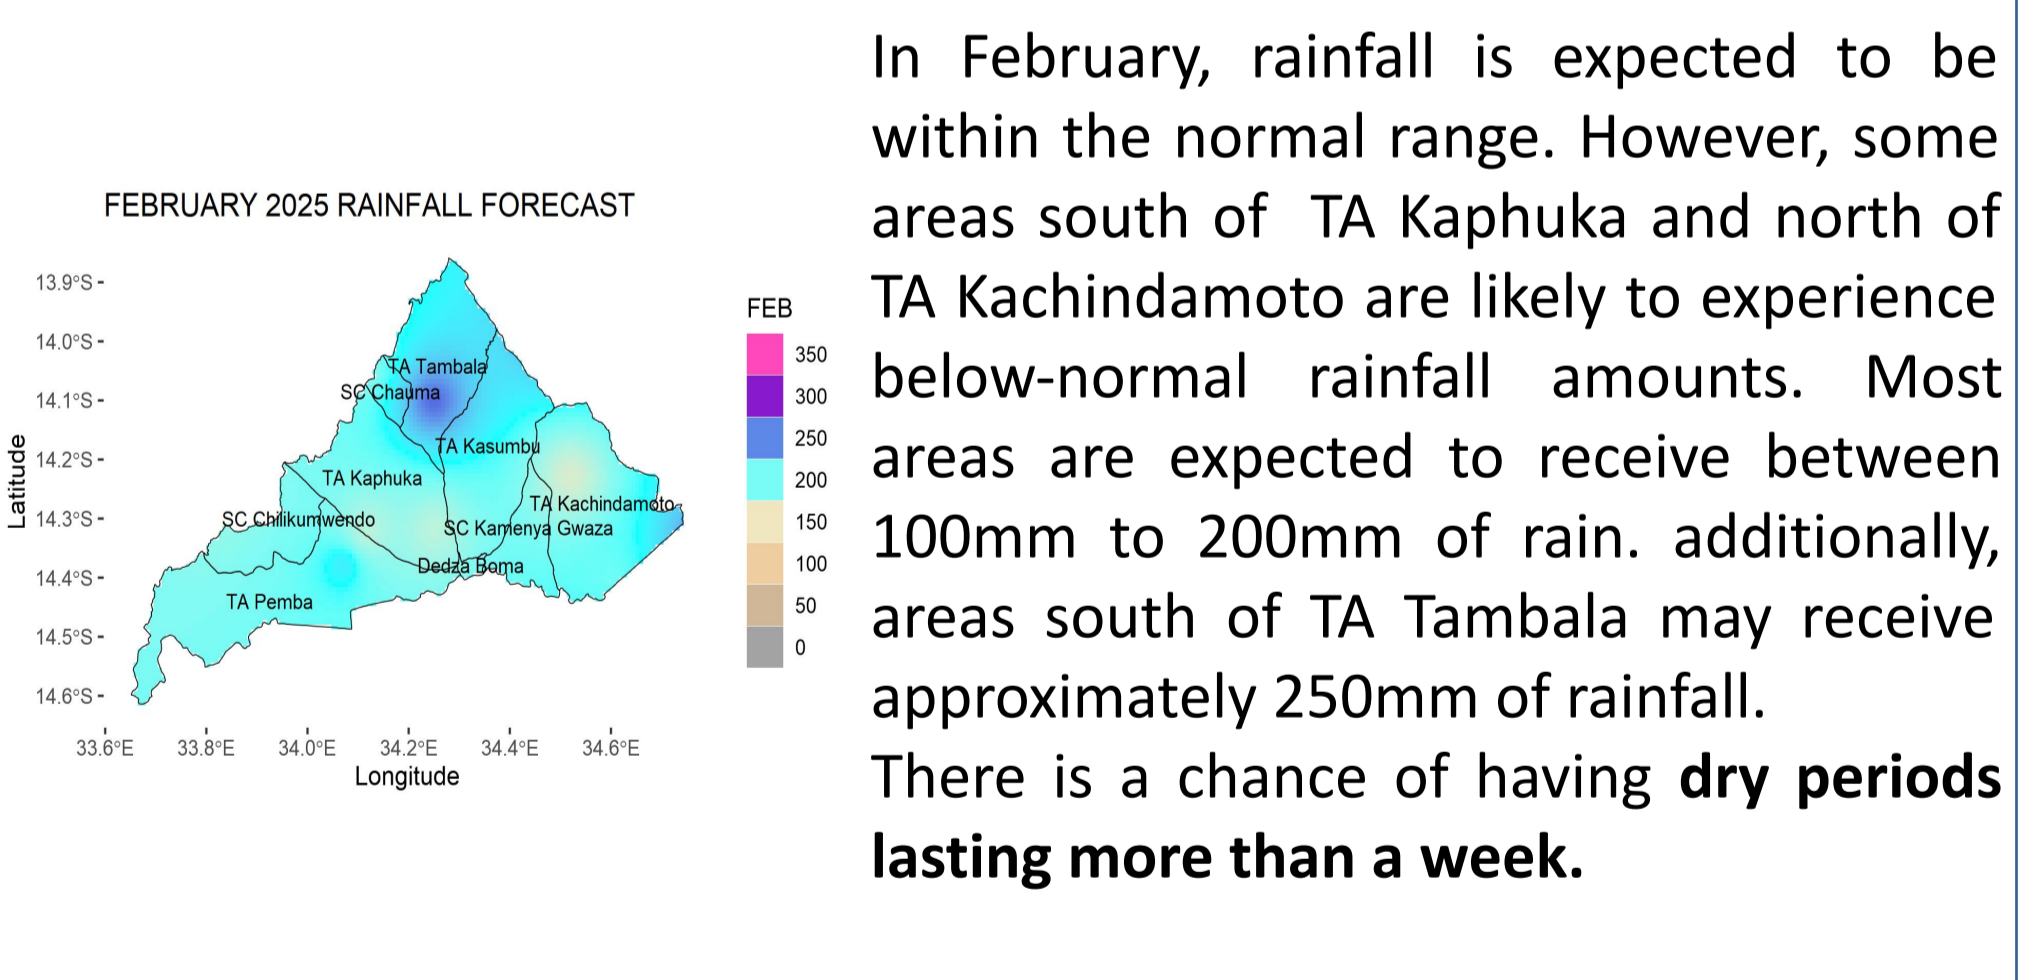 FEBRUARY 2025 RAINFALL FORECAST
13.9°S
14.0°S
14.1°S
14.2°S
14.3°S
14.4°S
14.5°S
14.6°S
Latitude
TA Tambala
SC Chauma
TA Kasumbu
TA Kaphuka
TA Kachindamoto
SC Chilikumwendo
SC Kamenya Gwaza
Dedza Boma
TA Pemba
33.6°E 33.8°E 34.0°E 34.2°E 34.4°E 34.6°E
Longitude
FEB
350
300
250
200
150
100
50
0
In February, rainfall is expected to be
within the normal range. However, some
areas south of TA Kaphuka and north of
TA Kachindamoto are likely to experience
below-normal rainfall amounts. Most
areas are expected to receive between
100mm to 200mm of rain. additionally,
areas south of TA Tambala may receive
approximately 250mm of rainfall.
There is a chance of having dry periods
lasting more than a week.